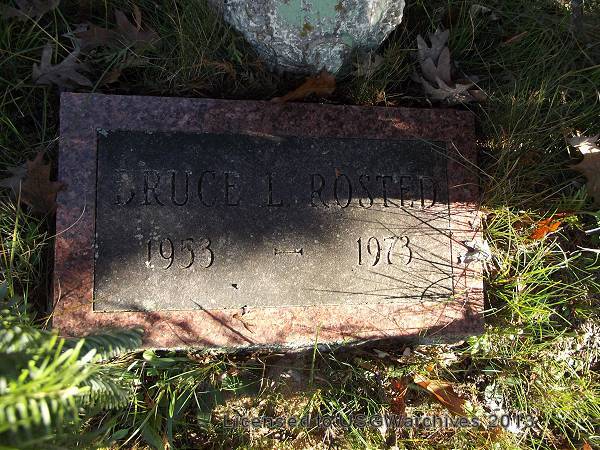 BRUCE L. ROSTED
1953 — 1973